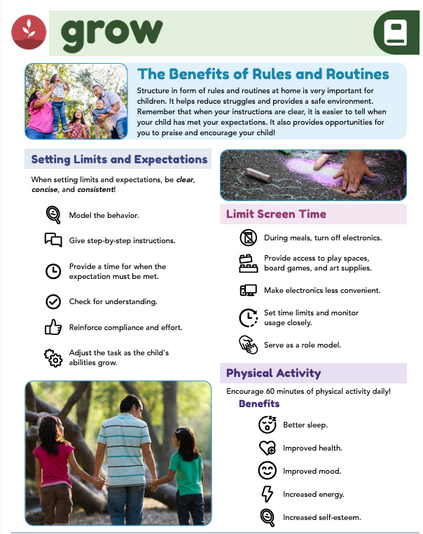 grow
The Benefits of Rules and Routines
Structure in form of rules and routines at home is very important for
children. It helps reduce struggles and provides a safe environment.
Remember that when your instructions are clear, it is easier to tell when
your child has met your expectations. It also provides opportunities for
you to praise and encourage your child!
Setting Limits and Expectations
When setting limits and expectations, be clear,
concise, and consistent!
Model the behavior.
Give step-by-step instructions.
Provide a time for when the
expectation must be met.
Check for understanding.
Reinforce compliance and effort.
Adjust the task as the child's
abilities grow.
Limit Screen Time
During meals, turn off electronics.
Provide access to play spaces,
board games, and art supplies.
Make electronics less convenient.
Set time limits and monitor
usage closely.
Serve as a role model.
Physical Activity
Encourage 60 minutes of physical activity daily!
Benefits
Better sleep.
Improved health.
Improved mood.
Increased energy.
Increased self-esteem.